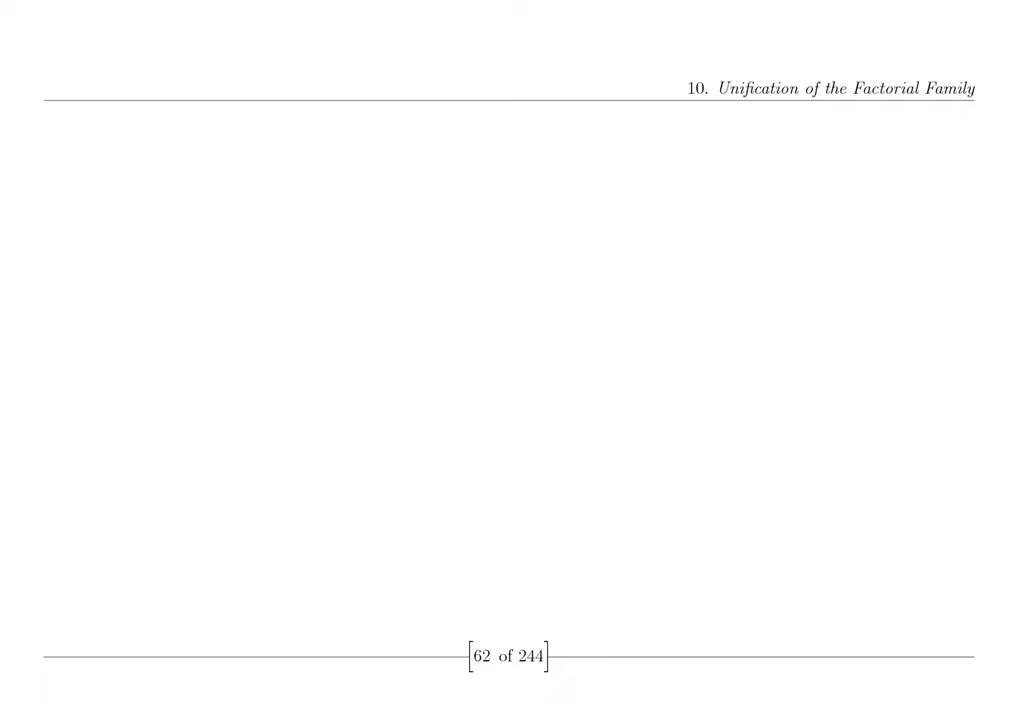 10. Unification of the Factorial Family
[62 of 244]